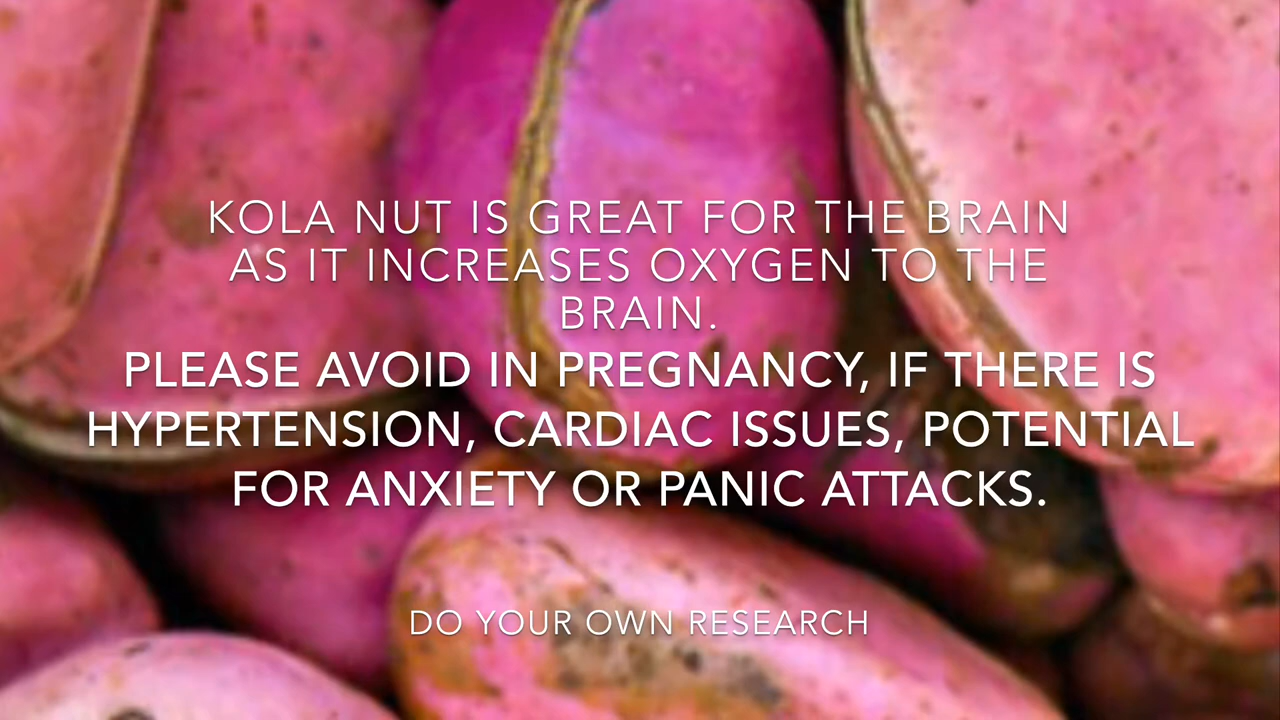 KOLA NUT IS GREAT FOR THE BRAIN
AS IT INCREASES OXYGEN TO THE
BRAIN.
PLEASE AVOID IN PREGNANCY, IF THERE IS
HYPERTENSION, CARDIAC ISSUES, POTENTIAL
FOR ANXIETY OR PANIC ATTACKS.
DO YOUR OWN RESEARCH